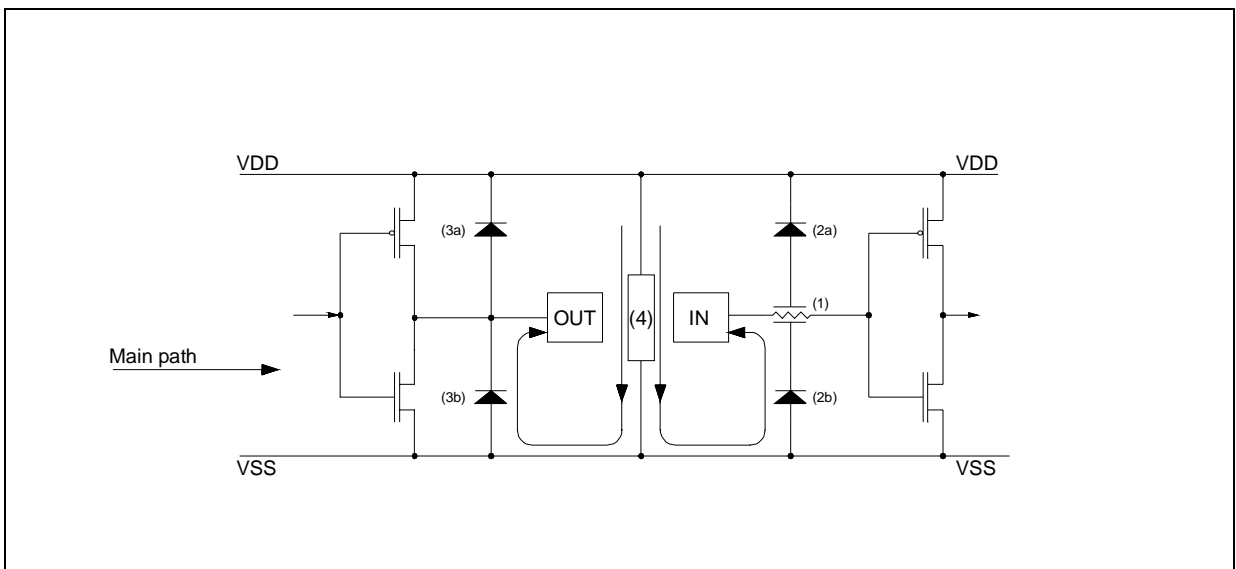 VDD VDD
(3a) (2a)
(1)
OUT (4) IN
Main path
(3b) (2b)
VSS VSS